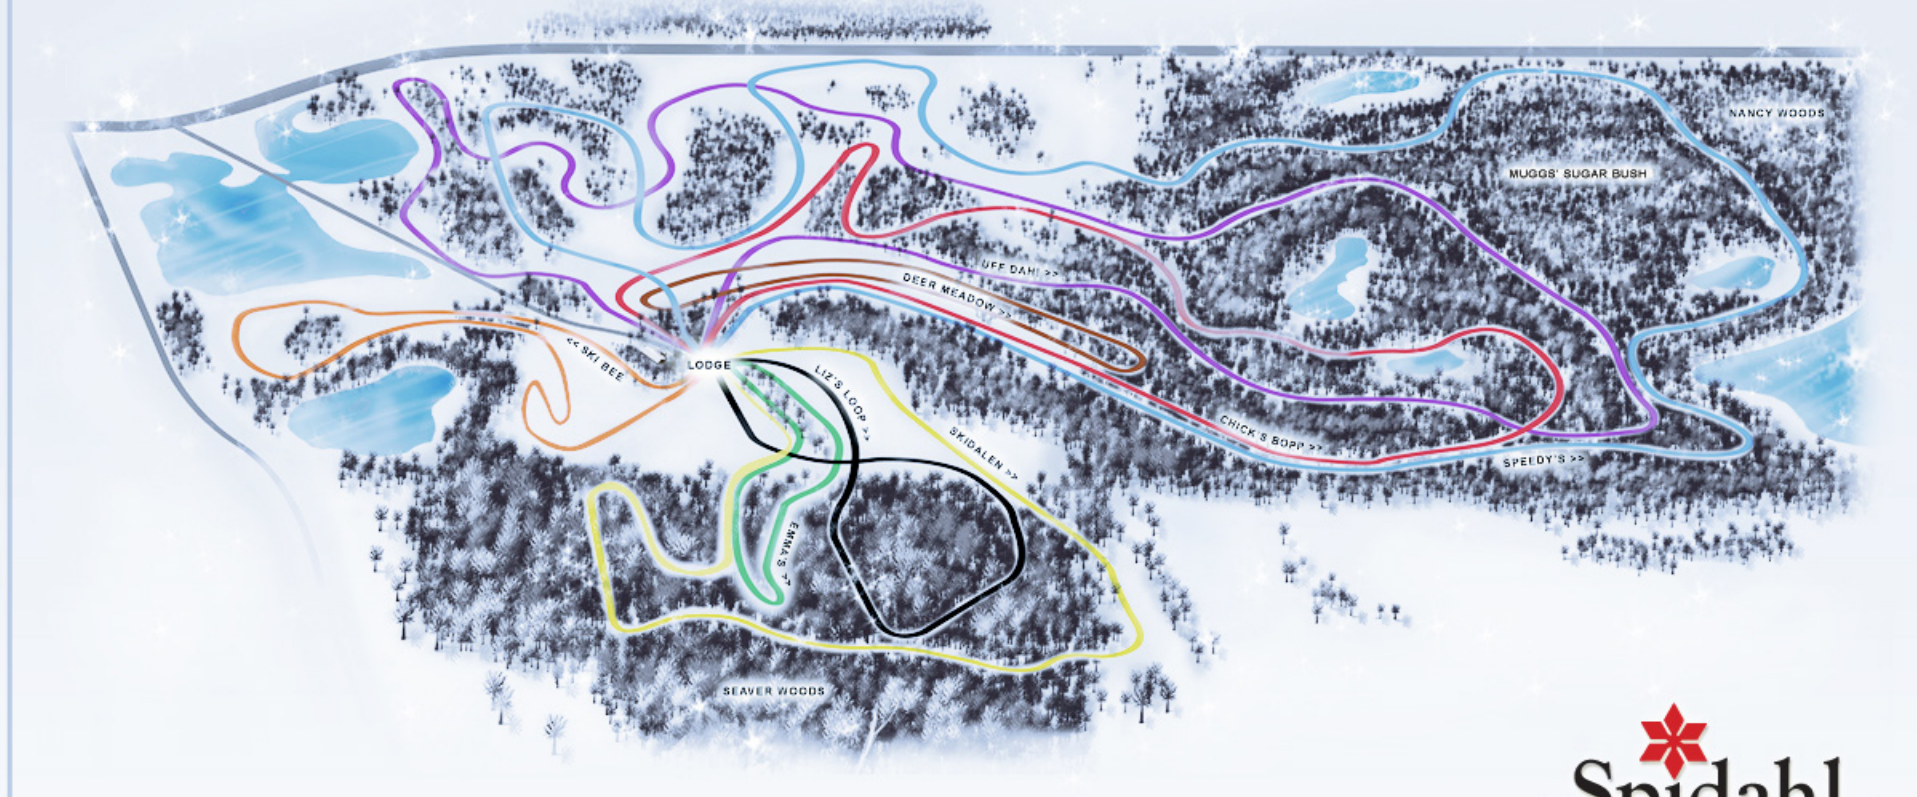 NANCY WOODS
MUGGS' SUGAR BUSH
UFF DAH! >>
DEER MEADOW >>
<< SKI BEE
LODGE
LIZ'S LOOP >>
SKIDALEN >>
CHICK'S BOPP >>
SPEEDY'S >>
EMMA'S >>
SEAVER WOODS
Spidahl